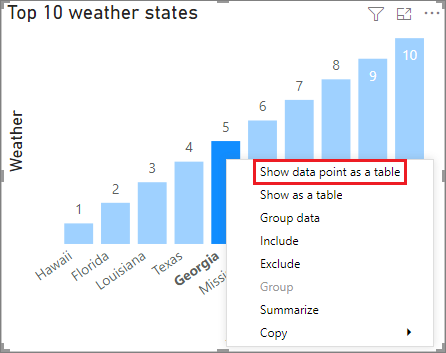 Top 10 weather states
Weather
1
2
3
4
5
6
7
8
9
10
Hawaii
Florida
Louisiana
Texas
Georgia
Show data point as a table
Show as a table
Group data
Include
Exclude
Group
Summarize
Copy